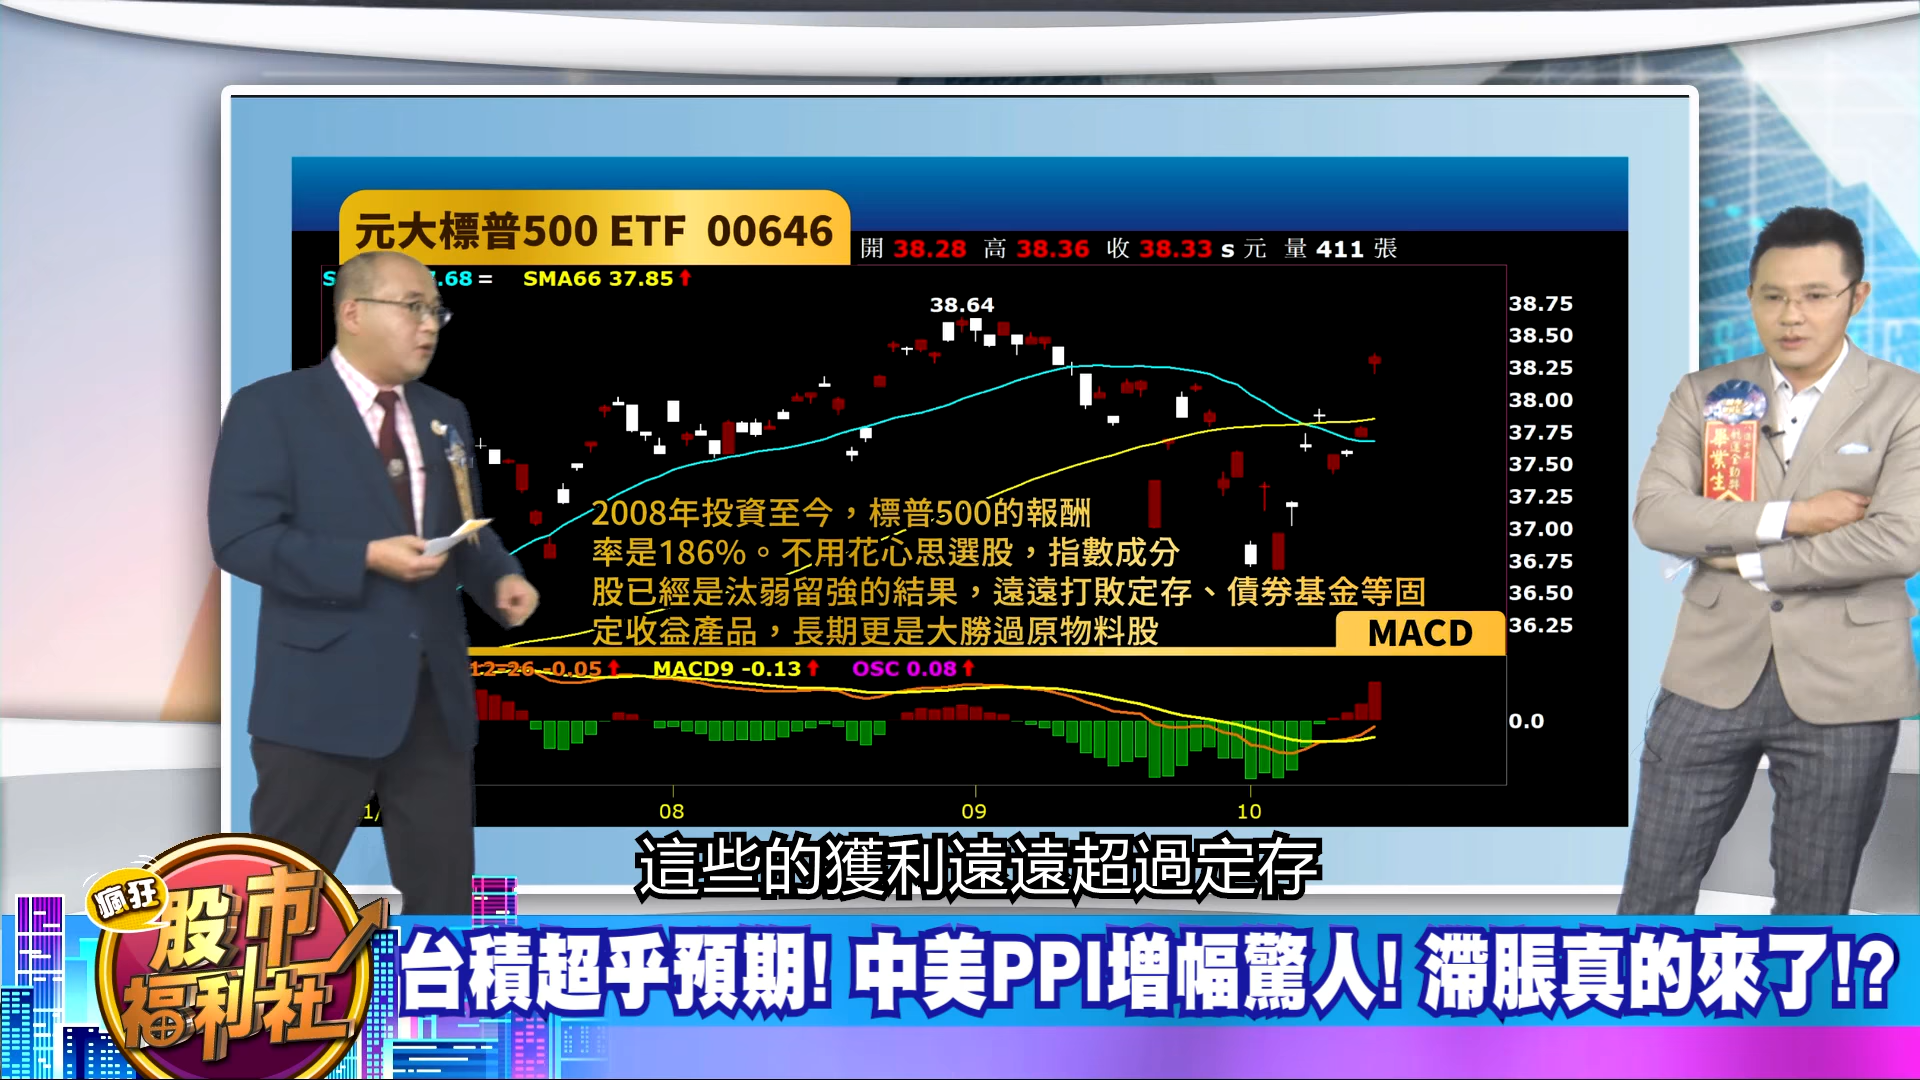 元大標普500 ETF 00646
開 38.28 高 38.36 收 38.33 s 元 量 411 張
.68 = SMA66 37.85
38.64
38.75
38.50
38.25
38.00
37.75
37.50
37.25
37.00
36.75
36.50
36.25
2008年投資至今，標普500的報酬
率是186%。不用花心思選股，指數成分
股已經是汰弱留強的結果，遠遠打敗定存、債券基金等固
定收益產品，長期更是大勝過原物料股
MACD
12-26 -0.05 MACD9 -0.13 OSC 0.08
0.0
08
09
10
畢業生
這些的獲利遠遠超過定存
瘋狂
股市
福利社
台積超乎預期! 中美PPI增幅驚人! 滯脹真的來了!?